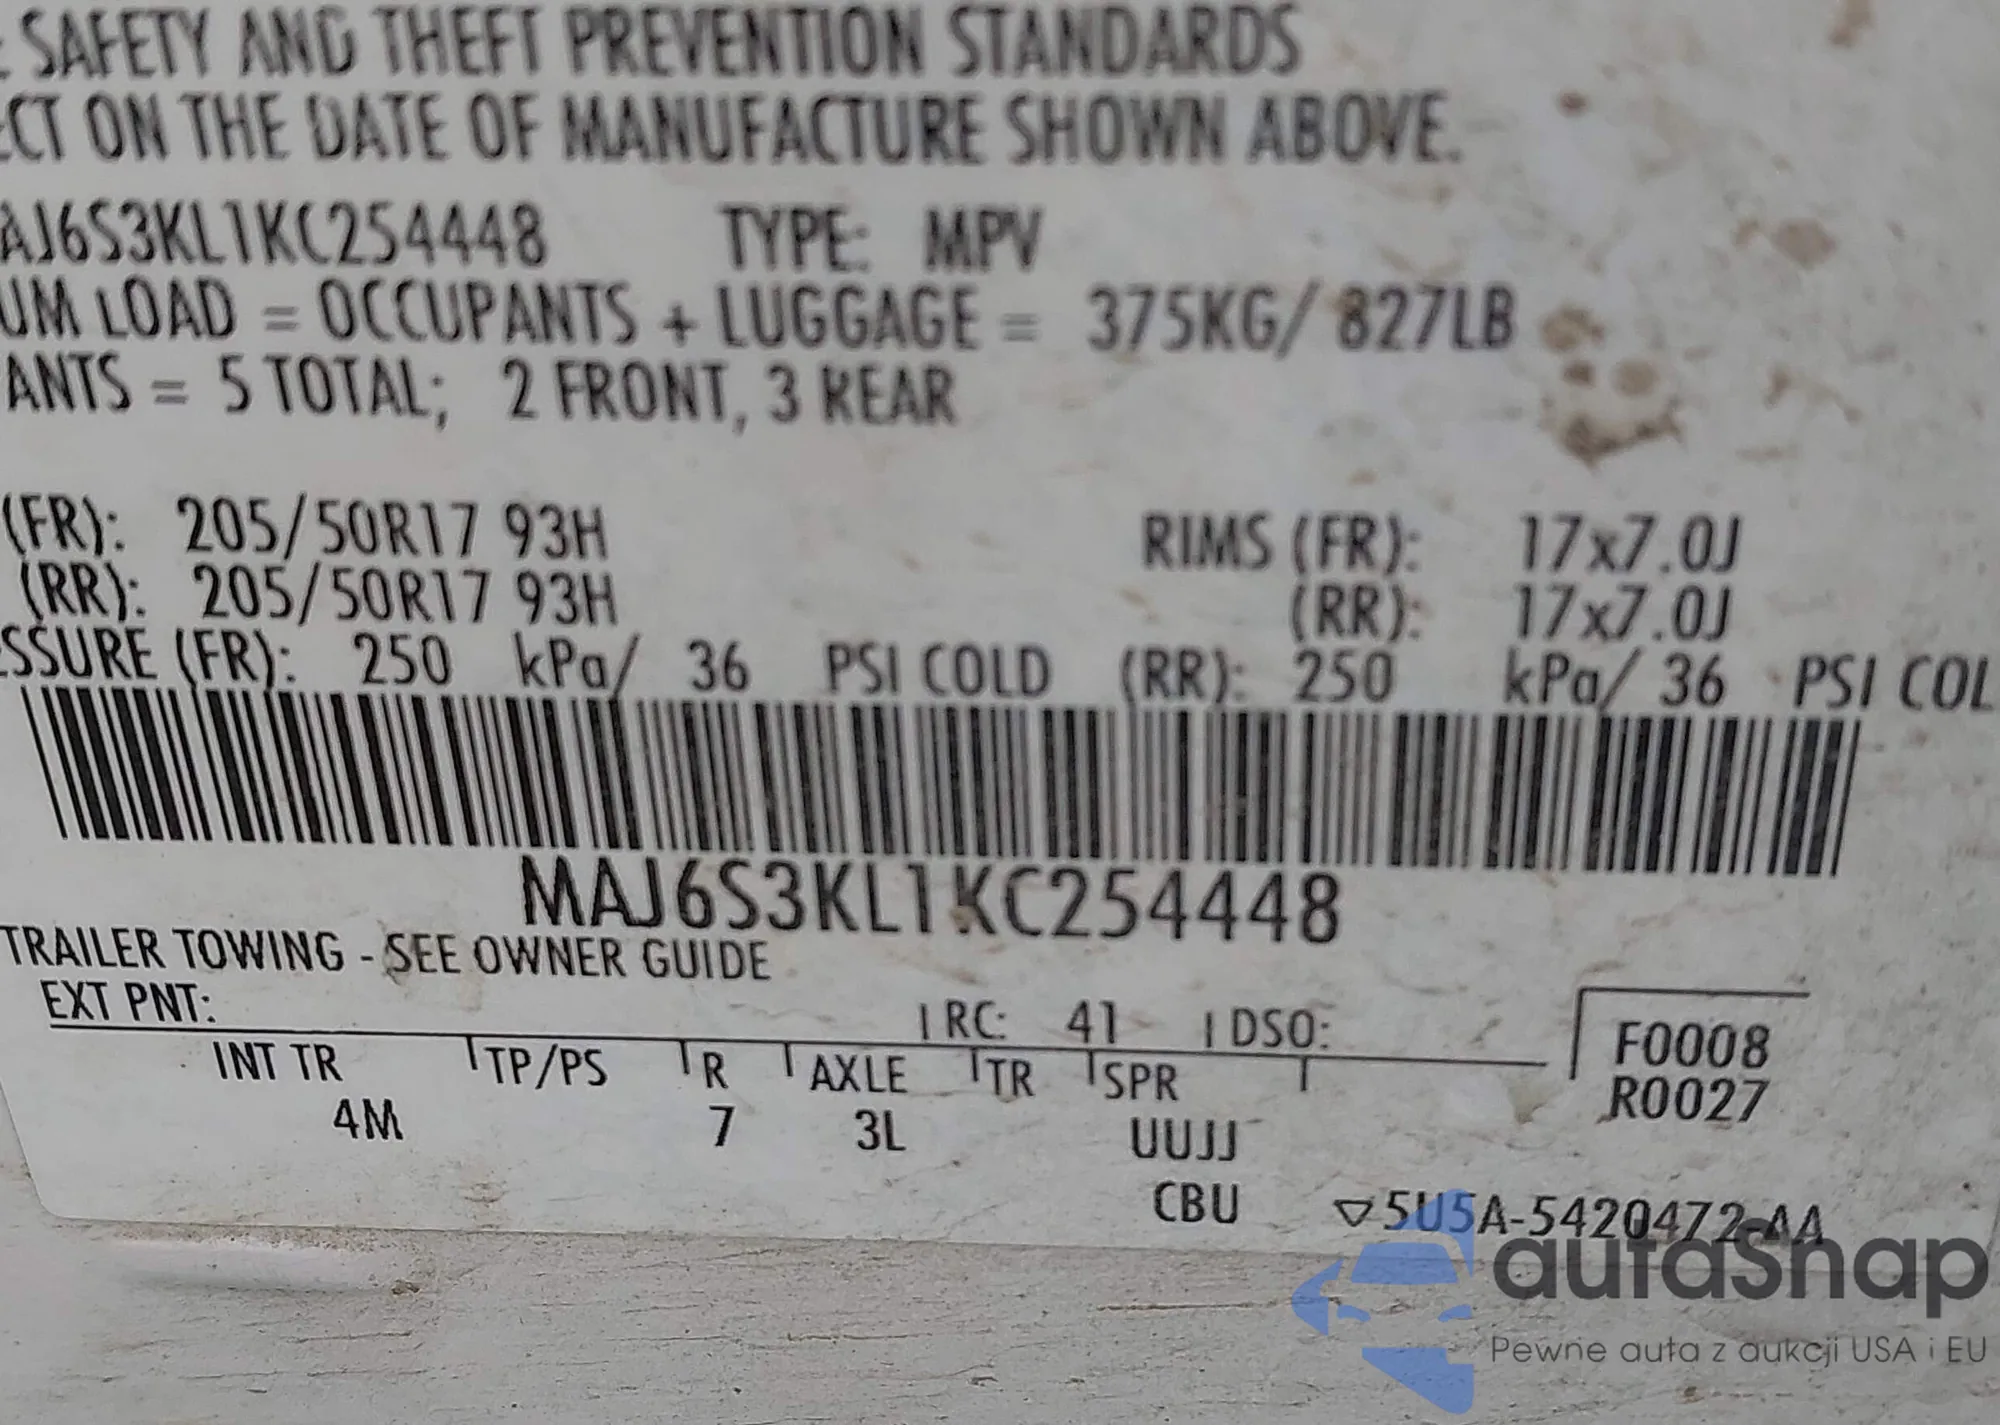 E SAFETY AND THEFT PREVENTION STANDARDS
ECT ON THE DATE OF MANUFACTURE SHOWN ABOVE.
AJ6S3KL1KC254448 TYPE: MPV
UM LOAD = OCCUPANTS + LUGGAGE = 375KG/ 827LB
ANTS = 5 TOTAL; 2 FRONT, 3 REAR
(FR): 205/50R17 93H RIMS (FR): 17x7.0J
(RR): 205/50R17 93H (RR): 17x7.0J
SSURE (FR): 250 kPa/ 36 PSI COLD (RR): 250 kPa/ 36 PSI COL
MAJ6S3KL1KC254448
TRAILER TOWING - SEE OWNER GUIDE
EXT PNT: RC: 41 DSO:
INT TR TP/PS R AXLE TR SPR
4M 7 3L UUJJ
CBU
F0008
R0027
5U5A-5420472-AA
autaSnap
Pewne auta z aukcji USA i EU